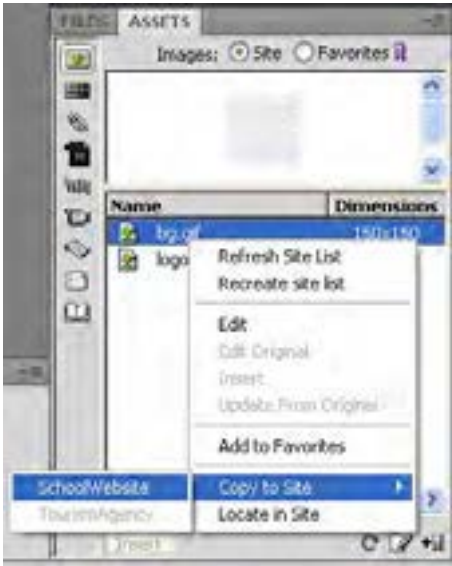 FILES ASSETS
Images: Site Favorites
Name Dimensions
bg.gif 150x150
logo
Refresh Site List
Recreate site list
Edit
Edit Original
Insert
Update From Original
Add to Favorites
SchoolWebsite Copy to Site
TourismAgency Locate in Site
Insert